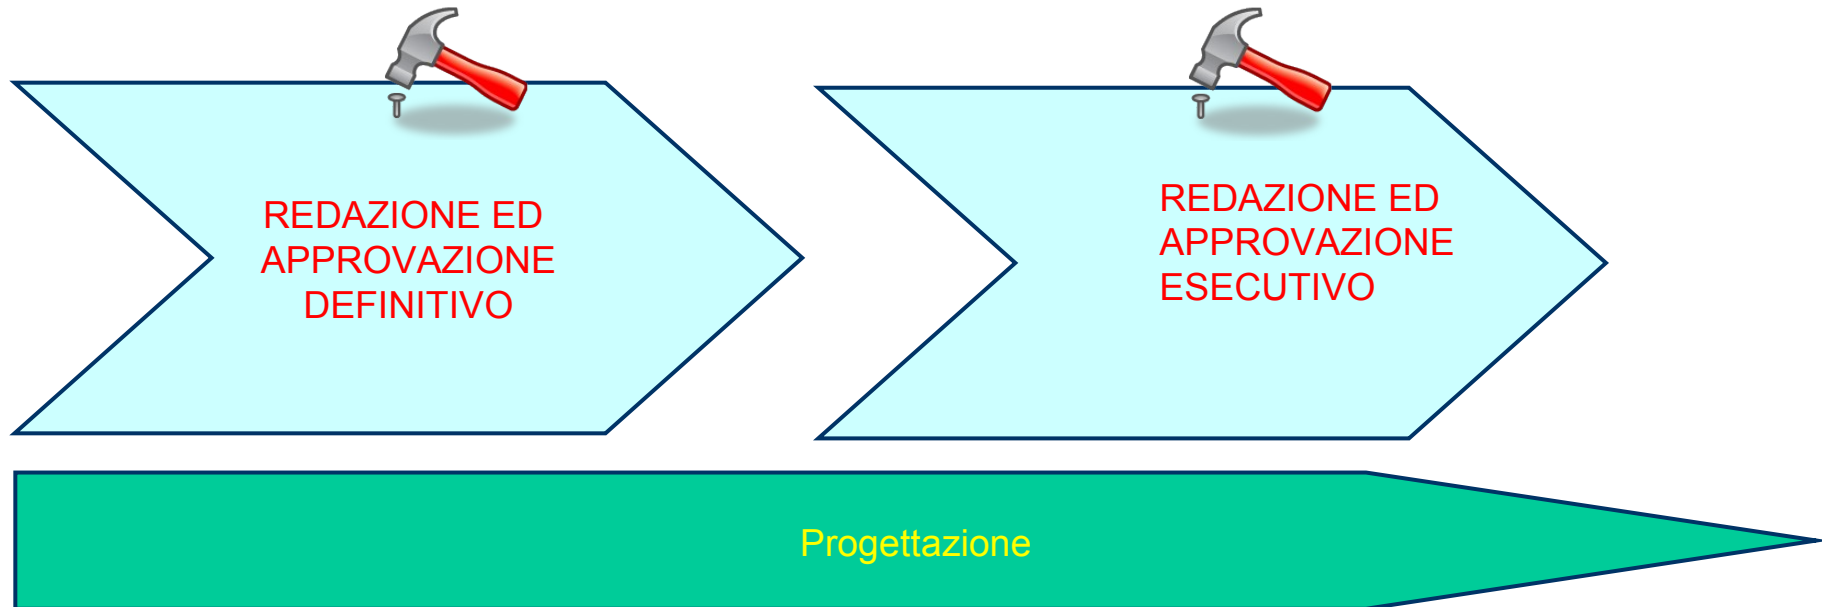 REDAZIONE ED
APPROVAZIONE
DEFINITIVO
REDAZIONE ED
APPROVAZIONE
ESECUTIVO
Progettazione